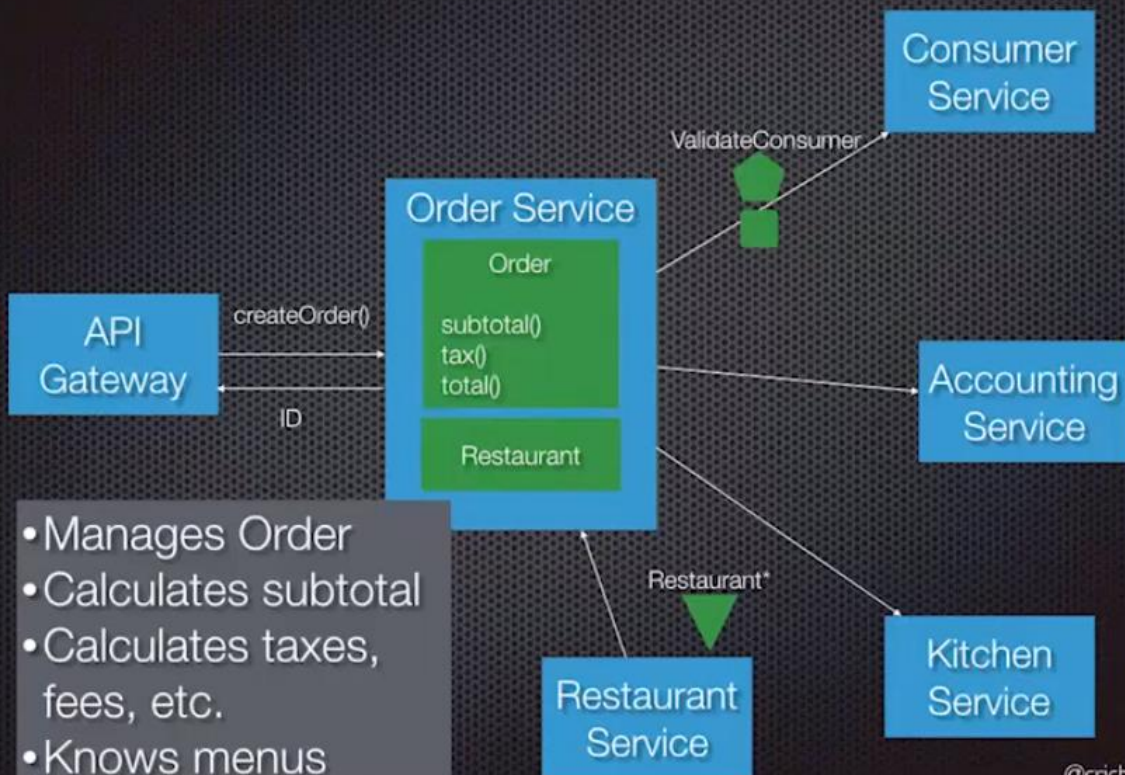 Consumer
Service
ValidateConsumer
Order Service
Order
subtotal()
tax()
total()
Restaurant
API
Gateway
createOrder()
ID
Accounting
Service
•Manages Order
•Calculates subtotal
•Calculates taxes,
fees, etc.
•Knows menus
Restaurant*
Restaurant
Service
Kitchen
Service